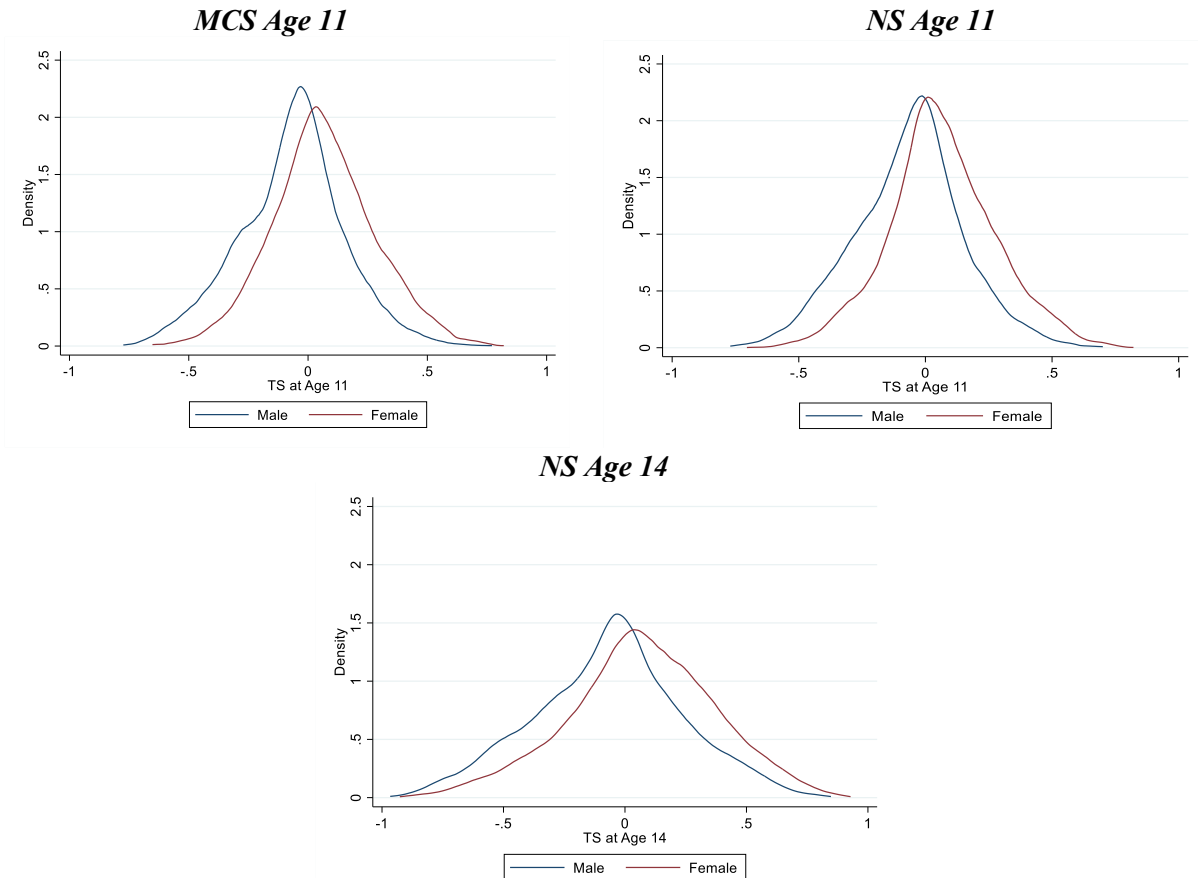 MCS Age 11
NS Age 11
Density
0
.5
1
1.5
2
2.5
-1
-.5
0
.5
1
TS at Age 11
Male
Female
Density
0
.5
1
1.5
2
2.5
-1
-.5
0
.5
1
TS at Age 11
Male
Female
NS Age 14
Density
0
.5
1
1.5
2
2.5
-1
-.5
0
.5
1
TS at Age 14
Male
Female